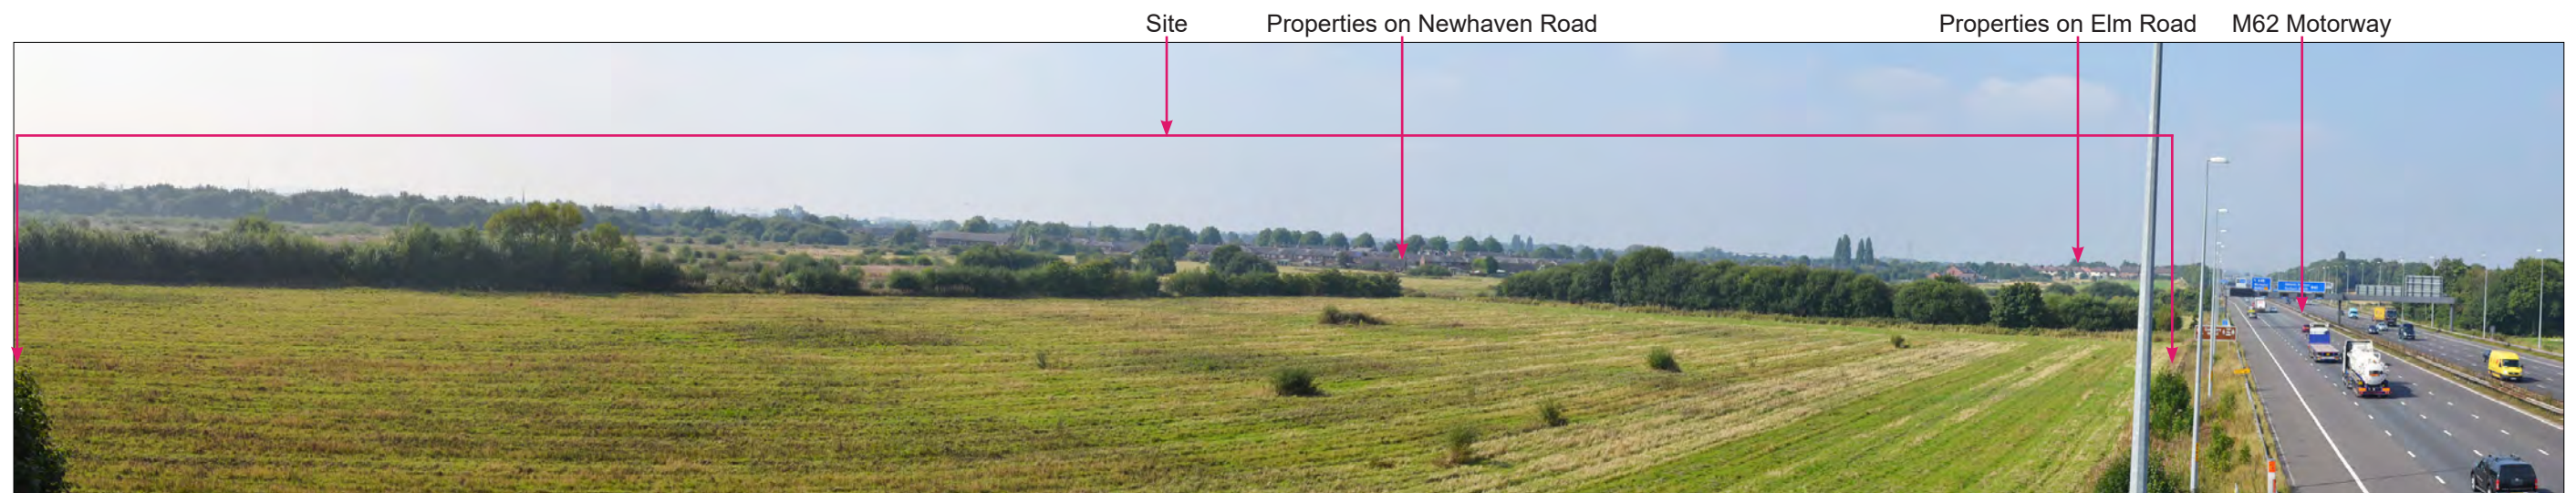 Site
Properties on Newhaven Road
Properties on Elm Road
M62 Motorway